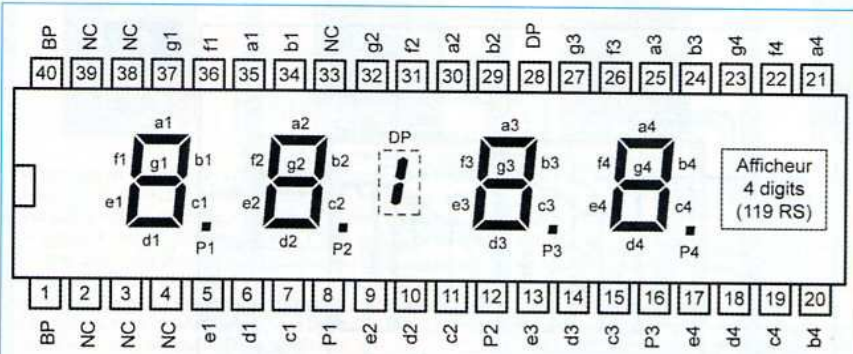 BP NC NC g1 f1 a1 b1 NC g2 f2 a2 b2 DP g3 f3 a3 b3 g4 f4 a4
40 39 38 37 36 35 34 33 32 31 30 29 28 27 26 25 24 23 22 21
a1 a2 a3 a4
DP
f1 g1 b1 f2 g2 b2 f3 g3 b3 f4 g4 b4
e1 c1 e2 c2 e3 c3 e4 c4
d1 d2 d3 d4
P1 P2 P3 P4
Afficheur
4 digits
(119 RS)
1 2 3 4 5 6 7 8 9 10 11 12 13 14 15 16 17 18 19 20
BP NC NC NC e1 d1 c1 P1 e2 d2 c2 P2 e3 d3 c3 P3 e4 d4 c4 b4